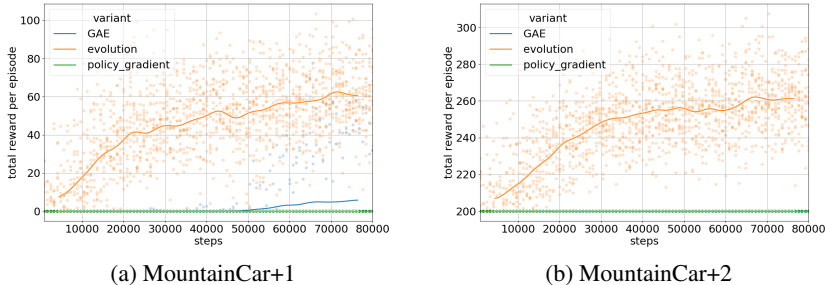 variant
GAE
evolution
policy_gradient
total reward per episode
100
80
60
40
20
0
10000 20000 30000 40000 50000 60000 70000 80000
steps
(a) MountainCar+1
variant
GAE
evolution
policy_gradient
total reward per episode
300
280
260
240
220
200
10000 20000 30000 40000 50000 60000 70000 80000
steps
(b) MountainCar+2